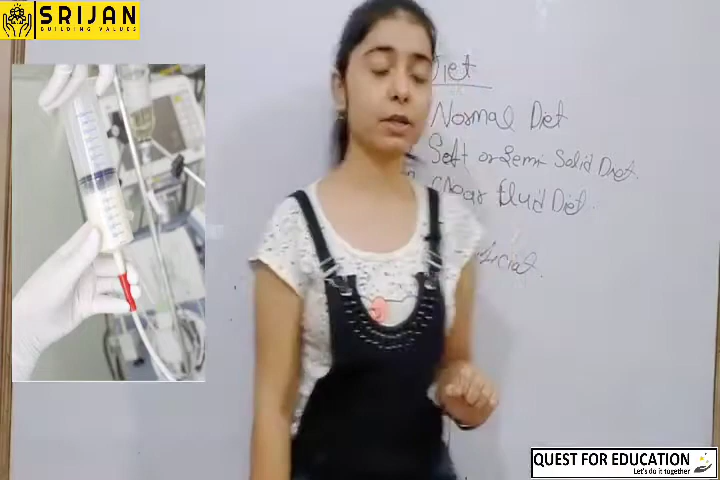 SRIJAN
BUILDING VALUES
Diet
Normal Diet
Soft or Semi Solid Diet.
Clear fluid Diet.
QUEST FOR EDUCATION
Let's do it together